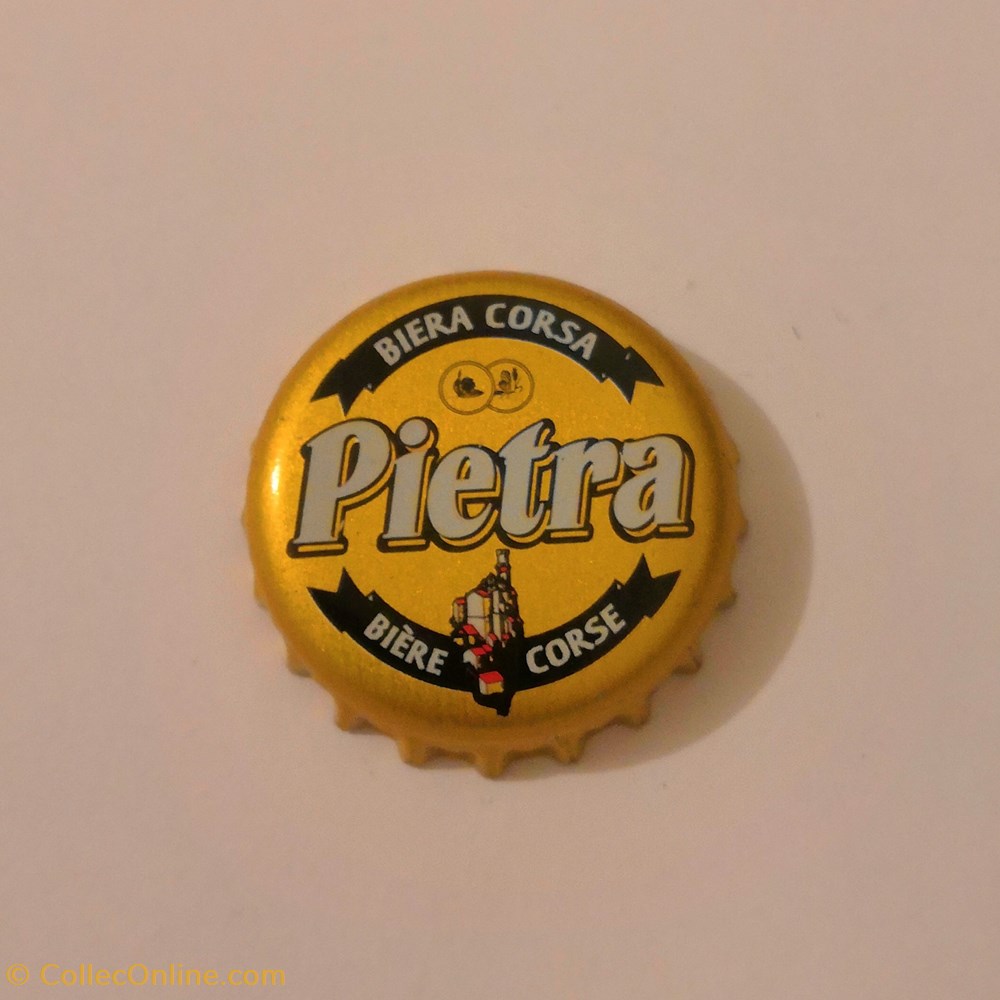 BIERA CORSA
Pietra
BIÈRE CORSE
© CollecOnline.com